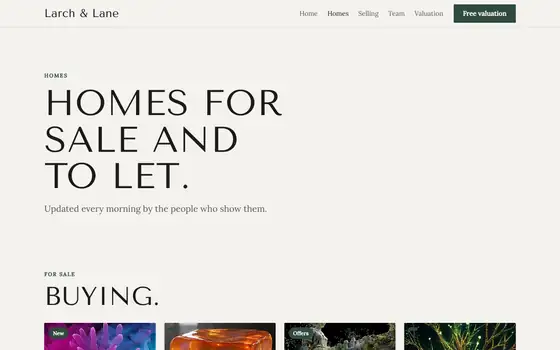 Larch & Lane
Home Homes Selling Team Valuation Free valuation
HOMES
HOMES FOR
SALE AND
TO LET.
Updated every morning by the people who show them.
FOR SALE
BUYING.
New
Offers